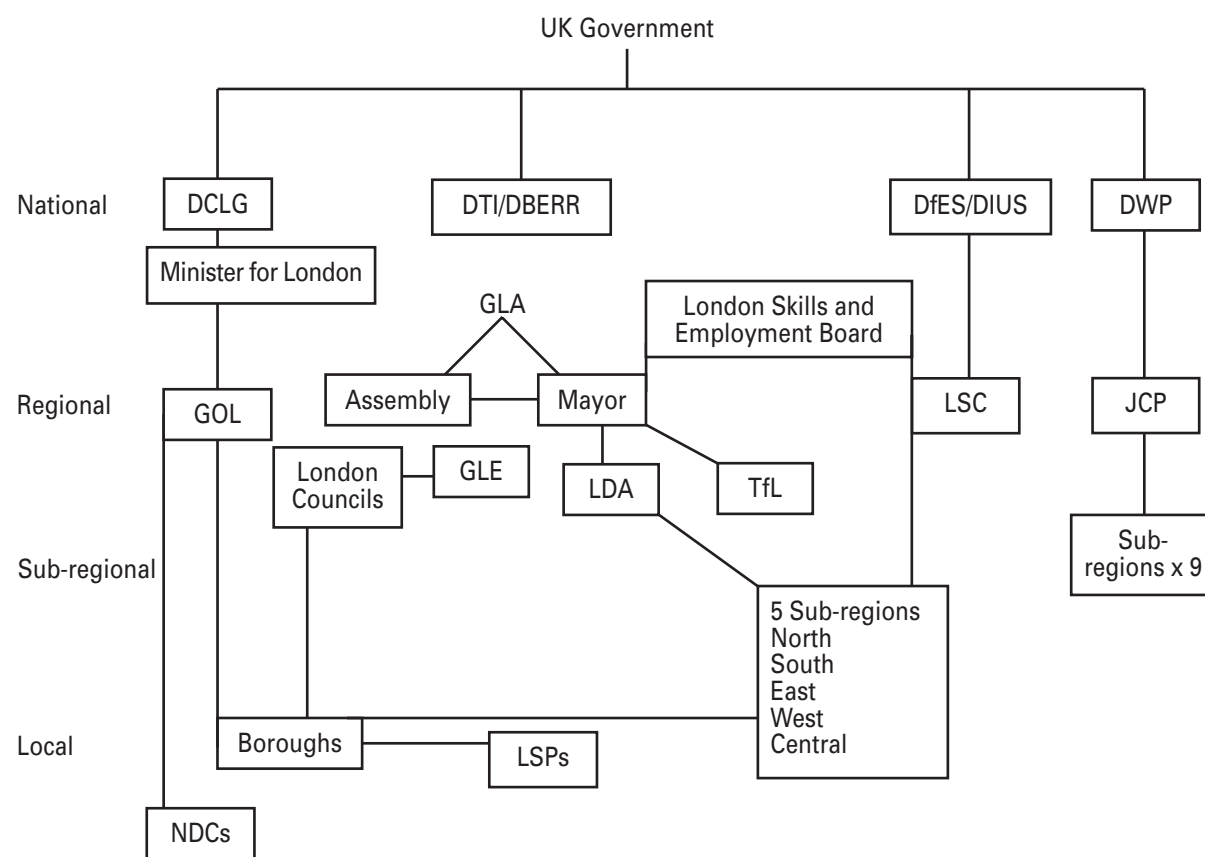 UK Government
National
DCLG
DTI/DBERR
DfES/DIUS
DWP
Minister for London
GLA
London Skills and
Employment Board
Regional
GOL
Assembly
Mayor
LSC
JCP
London
Councils
GLE
LDA
TfL
Sub-regional
Sub-
regions x 9
5 Sub-regions
North
South
East
West
Central
Local
Boroughs
LSPs
NDCs